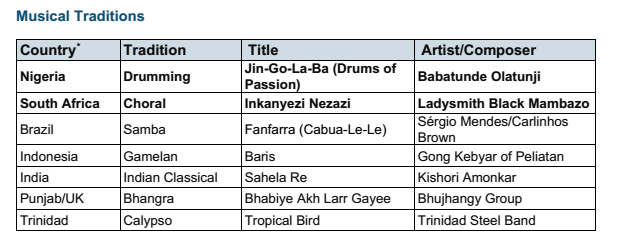 Musical Traditions
Country* Tradition Title Artist/Composer
Nigeria Drumming Jin-Go-La-Ba (Drums of Passion) Babatunde Olatunji
South Africa Choral Inkanyezi Nezazi Ladysmith Black Mambazo
Brazil Samba Fanfarra (Cabua-Le-Le) Sérgio Mendes/Carlinhos Brown
Indonesia Gamelan Baris Gong Kebyar of Peliatan
India Indian Classical Sahela Re Kishori Amonkar
Punjab/UK Bhangra Bhabiye Akh Larr Gayee Bhujhangy Group
Trinidad Calypso Tropical Bird Trinidad Steel Band